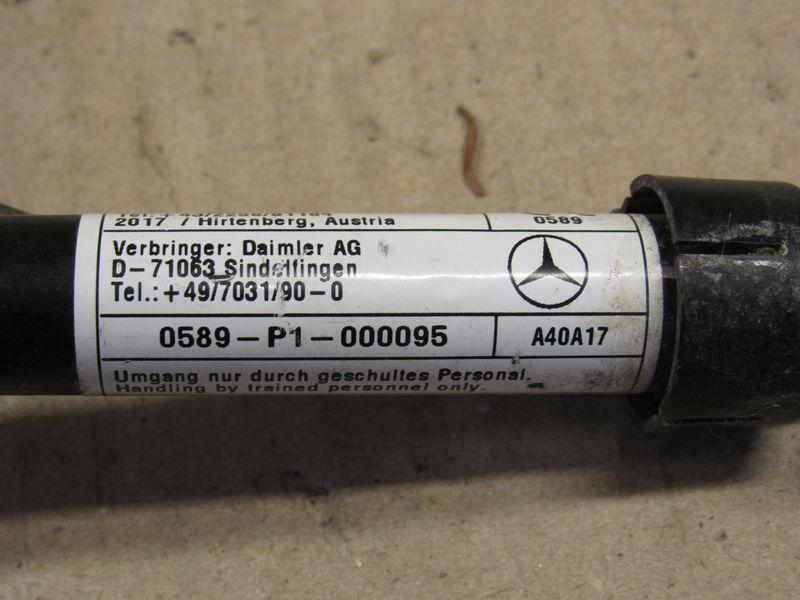 2017 / Hirtenberg, Austria
0589
Verbringer: Daimler AG
D-71063 Sindelfingen
Tel.: +49/7031/90-0
0589-P1-000095
A40A17
Umgang nur durch geschultes Personal.
Handling by trained personnel only.